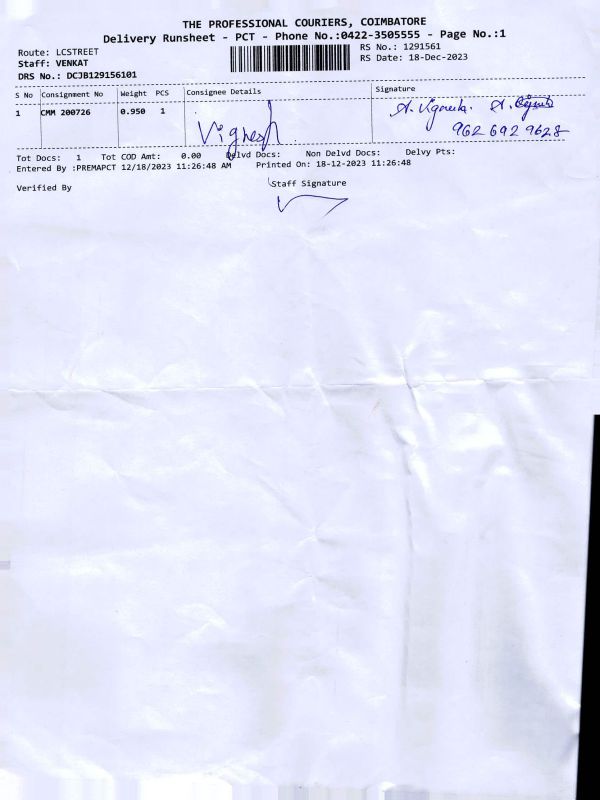 THE PROFESSIONAL COURIERS, COIMBATORE
Delivery Runsheet - PCT - Phone No.:0422-3505555 - Page No.:1
Route: LCSTREET
RS No.: 1291561
Staff: VENKAT
RS Date: 18-Dec-2023
DRS No.: DCJB129156101
S No Consignment No Weight PCS Consignee Details Signature
1 CMM 200726 0.950 1
Vignesh
962 692 9628
Tot Docs: 1 Tot COD Amt: 0.00 Delvd Docs: Non Delvd Docs: Delvy Pts:
Entered By :PREMAPCT 12/18/2023 11:26:48 AM Printed On: 18-12-2023 11:26:48
Verified By Staff Signature